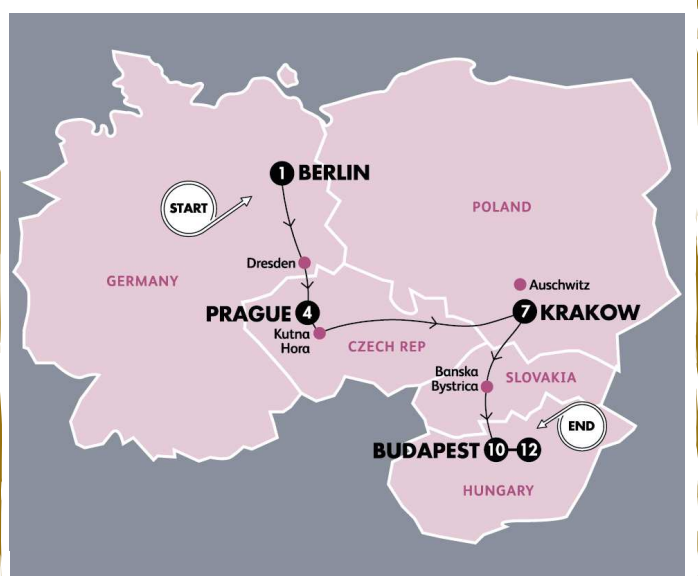 1 BERLIN
START
POLAND
Dresden
GERMANY
Auschwitz
PRAGUE 4
7 KRAKOW
Kutna
Hora
CZECH REP
Banska
Bystrica
SLOVAKIA
END
BUDAPEST 10-12
HUNGARY